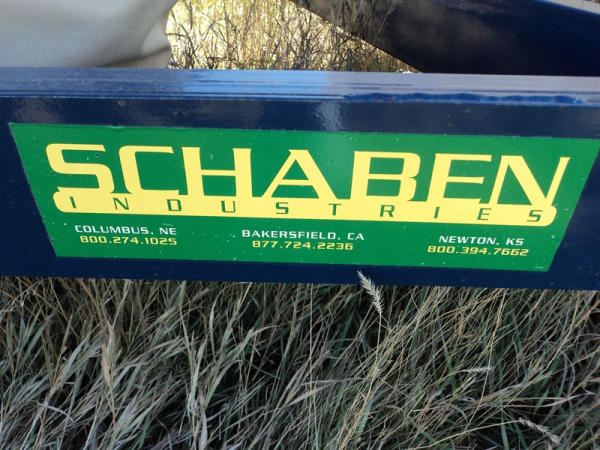 SCHABEN
INDUSTRIES
COLUMBUS, NE
800.274.1025
BAKERSFIELD, CA
877.724.2236
NEWTON, KS
800.394.7662